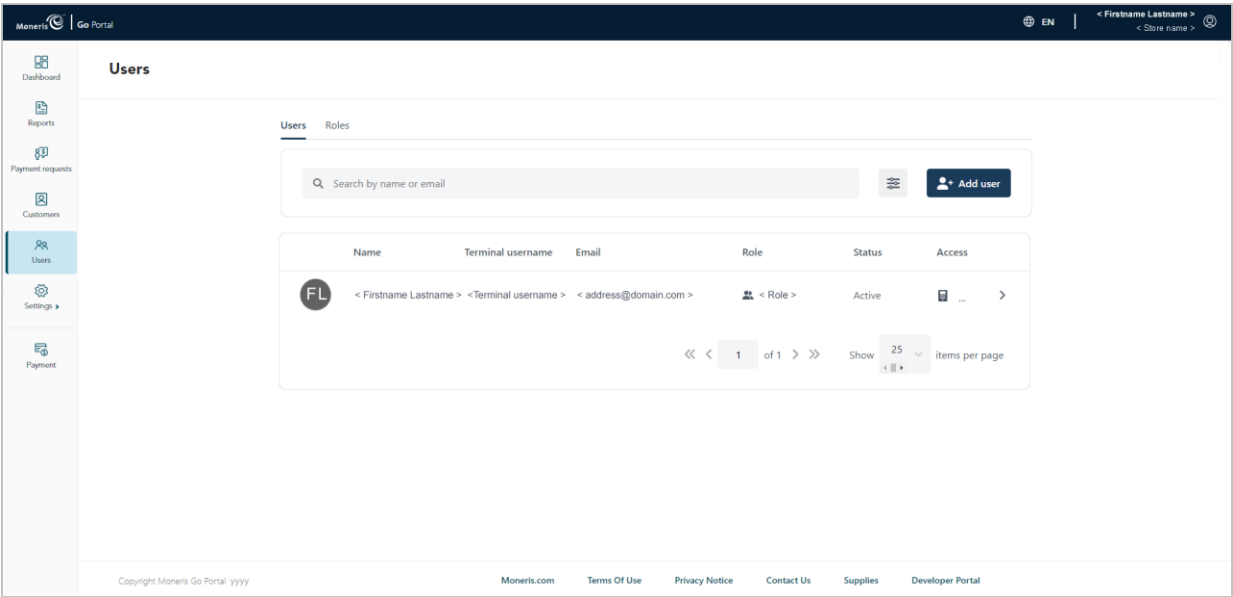 Moneris Go Portal
EN
< Firstname Lastname >
< Store name >
Dashboard
Reports
Payment requests
Customers
Users
Settings
Payment
Users
Users Roles
Search by name or email
Add user
Name Terminal username Email Role Status Access
FL < Firstname Lastname > <Terminal username > < address@domain.com > < Role > Active ...
1 of 1 Show 25 items per page
Copyright Moneris Go Portal yyyy Moneris.com Terms Of Use Privacy Notice Contact Us Supplies Developer Portal